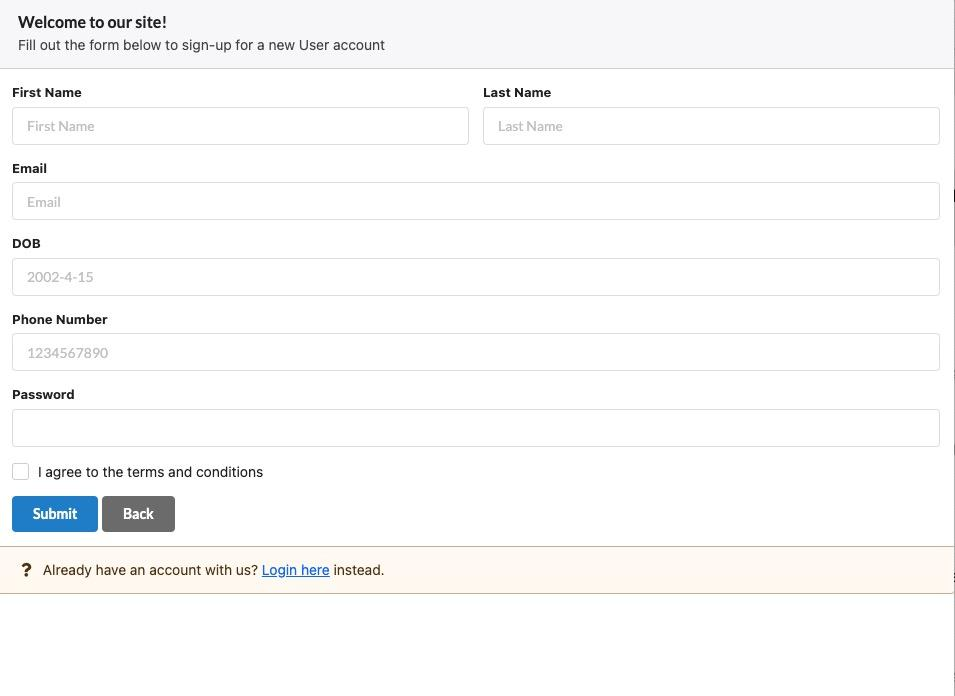 Welcome to our site!
Fill out the form below to sign-up for a new User account
First Name
Last Name
First Name
Last Name
Email
Email
DOB
2002-4-15
Phone Number
1234567890
Password
I agree to the terms and conditions
Submit
Back
? Already have an account with us? Login here instead.